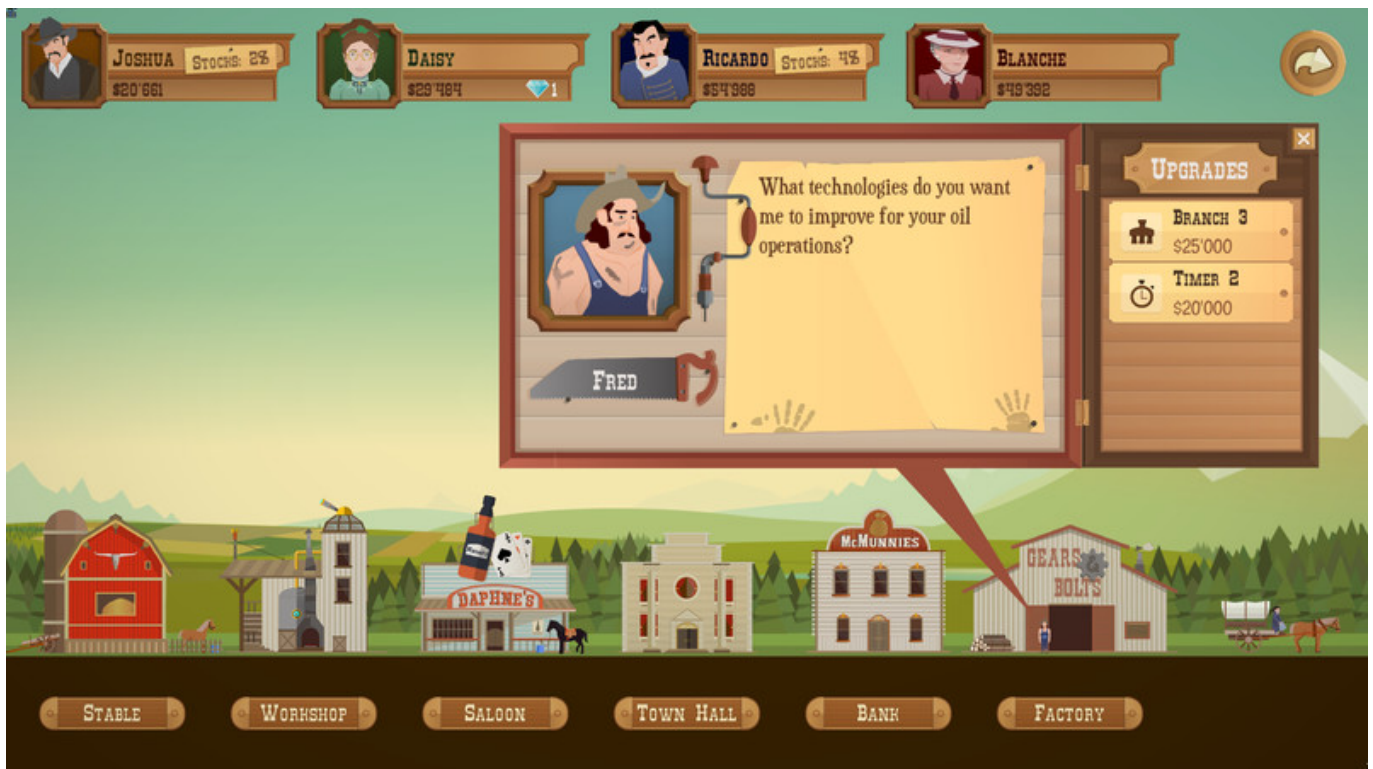 JOSHUA
STOCKS: 2%
$20'661
DAISY
$29'484
1
RICARDO
STOCKS: 4%
$54'988
BLANCHE
$49'392
What technologies do you want
me to improve for your oil
operations?
FRED
UPGRADES
BRANCH 3
$25'000
TIMER 2
$20'000
DAPHNE'S
MCMUNNIES
GEARS
BOLTS
STABLE
WORKSHOP
SALOON
TOWN HALL
BANK
FACTORY